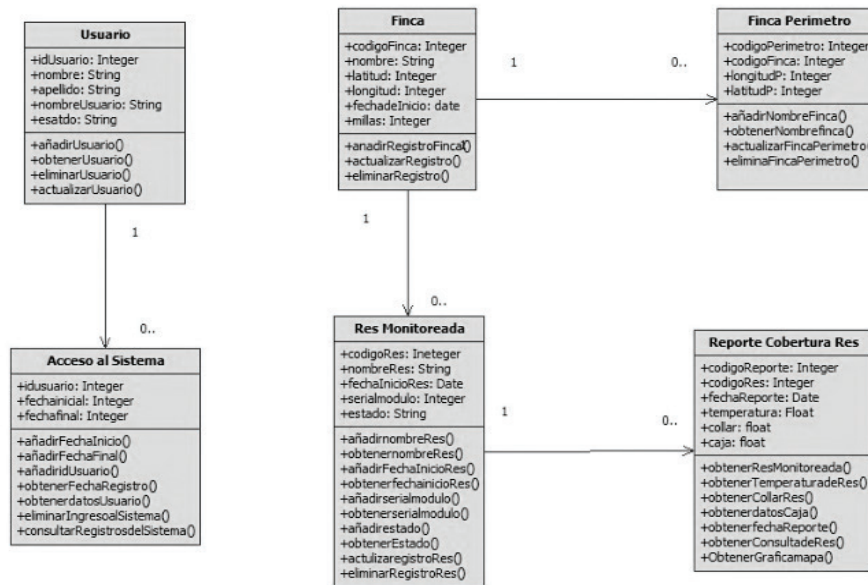 Usuario
+idUsuario: Integer
+nombre: String
+apellido: String
+nombreUsuario: String
+esatdo: String
+añadirUsuario()
+obtenerUsuario()
+eliminarUsuario()
+actualizarUsuario()
1
0..
Acceso al Sistema
+idusuario: Integer
+fechainicial: Integer
+fechafinal: Integer
+añadirFechaInicio()
+añadirFechaFinal()
+añadiridUsuario()
+obtenerFechaRegistro()
+obtenerdatosUsuario()
+eliminarIngresoalSistema()
+consultarRegistrosdelSistema()
Finca
+codigoFinca: Integer
+nombre: String
+latitud: Integer
+longitud: Integer
+fechadeInicio: date
+millas: Integer
+actualizarRegistro()
+eliminarRegistro()
1
0..
Finca Perimetro
+codigoPerimetro: Integer
+codigoFinca: Integer
+longitudP: Integer
+latitudP: Integer
+añadirNombreFinca()
+obtenerNombrefinca()
+actualizarFincaPerimetro()
+eliminaFincaPerimetro()
1
0..
Res Monitoreada
+codigoRes: Ineteger
+nombreRes: String
+fechaInicioRes: Date
+serialmodulo: Integer
+estado: String
+añadirnombreRes()
+obtenernombreRes()
+añadirFechaInicioRes()
+obtenerfechainicioRes()
+añadirserialmodulo()
+obtenerserialmodulo()
+añadirestado()
+obtenerEstado()
+actulizaregistroRes()
+eliminarRegistroRes()
1
0..
Reporte Cobertura Res
+codigoReporte: Integer
+codigoRes: Integer
+fechaReporte: Date
+temperatura: Float
+collar: float
+caja: float
+obtenerResMonitoreada()
+obtenerTemperaturadeRes()
+obtenerCollarRes()
+obtenerdatosCaja()
+obtenerfechaReporte()
+obtenerConsultadeRes()
+ObtenerGraficamapa()